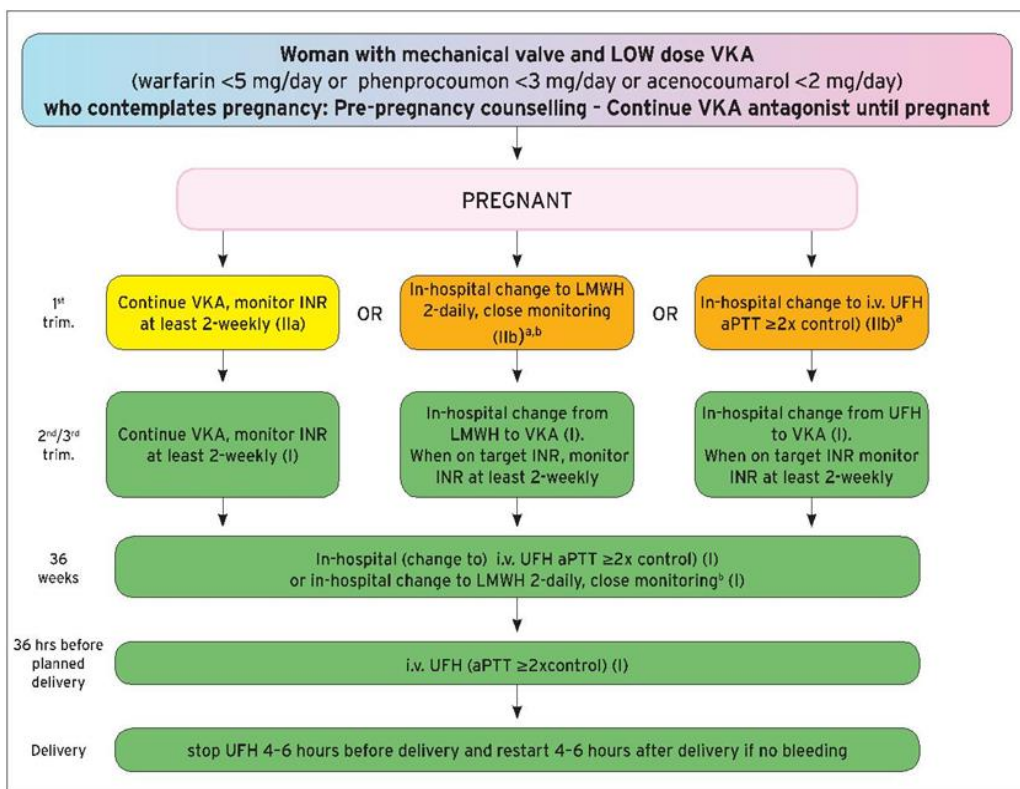 Woman with mechanical valve and LOW dose VKA
(warfarin <5 mg/day or phenprocoumon <3 mg/day or acenocoumarol <2 mg/day)
who contemplates pregnancy: Pre-pregnancy counselling - Continue VKA antagonist until pregnant
PREGNANT
1st
trim.
Continue VKA, monitor INR
at least 2-weekly (IIa)
OR
In-hospital change to LMWH
2-daily, close monitoring
(IIb)a,b
OR
In-hospital change to i.v. UFH
aPTT ≥2x control) (IIb)a
2nd/3rd
trim.
Continue VKA, monitor INR
at least 2-weekly (I)
In-hospital change from
LMWH to VKA (I).
When on target INR, monitor
INR at least 2-weekly
In-hospital change from UFH
to VKA (I).
When on target INR monitor
INR at least 2-weekly
36
weeks
In-hospital (change to) i.v. UFH aPTT ≥2x control) (I)
or in-hospital change to LMWH 2-daily, close monitoringb (I)
36 hrs before
planned
delivery
i.v. UFH (aPTT ≥2xcontrol) (I)
Delivery
stop UFH 4-6 hours before delivery and restart 4-6 hours after delivery if no bleeding